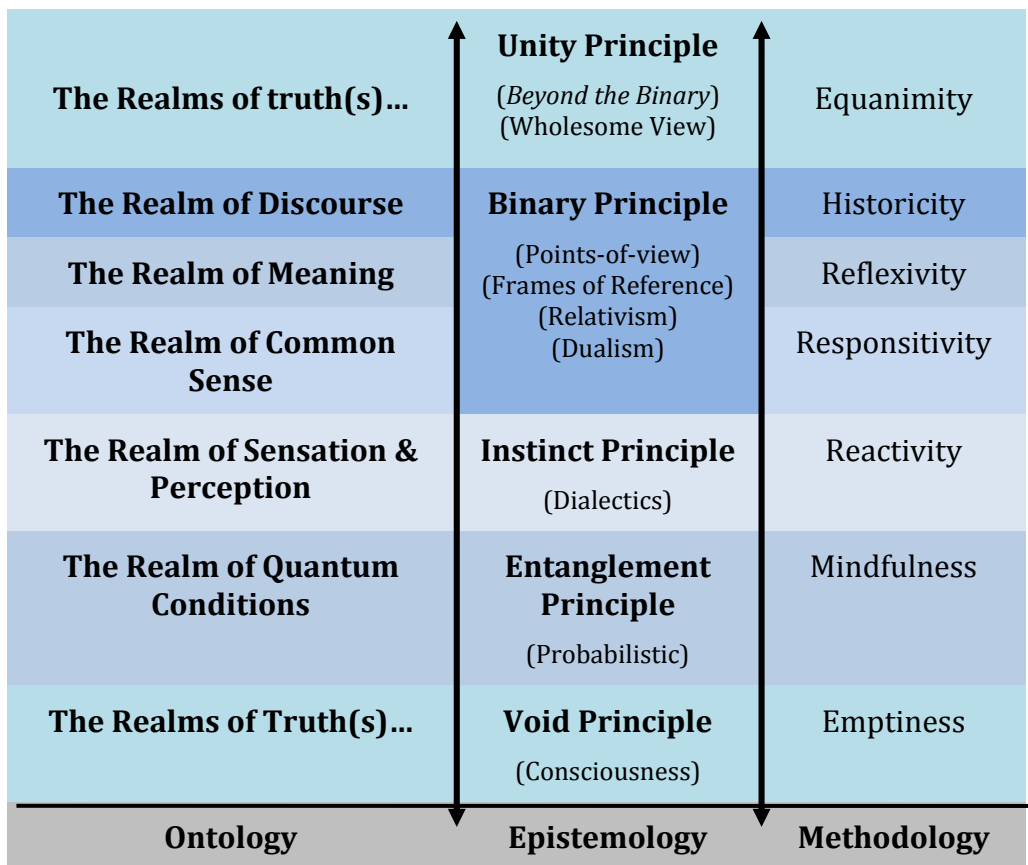 The Realms of truth(s)…
Unity Principle
(Beyond the Binary)
(Wholesome View)
Equanimity
The Realm of Discourse
Binary Principle
(Points-of-view)
(Frames of Reference)
(Relativism)
(Dualism)
Historicity
The Realm of Meaning
Reflexivity
The Realm of Common
Sense
Responsitivity
The Realm of Sensation &
Perception
Instinct Principle
(Dialectics)
Reactivity
The Realm of Quantum
Conditions
Entanglement
Principle
(Probabilistic)
Mindfulness
The Realms of Truth(s)…
Void Principle
(Consciousness)
Emptiness
Ontology
Epistemology
Methodology